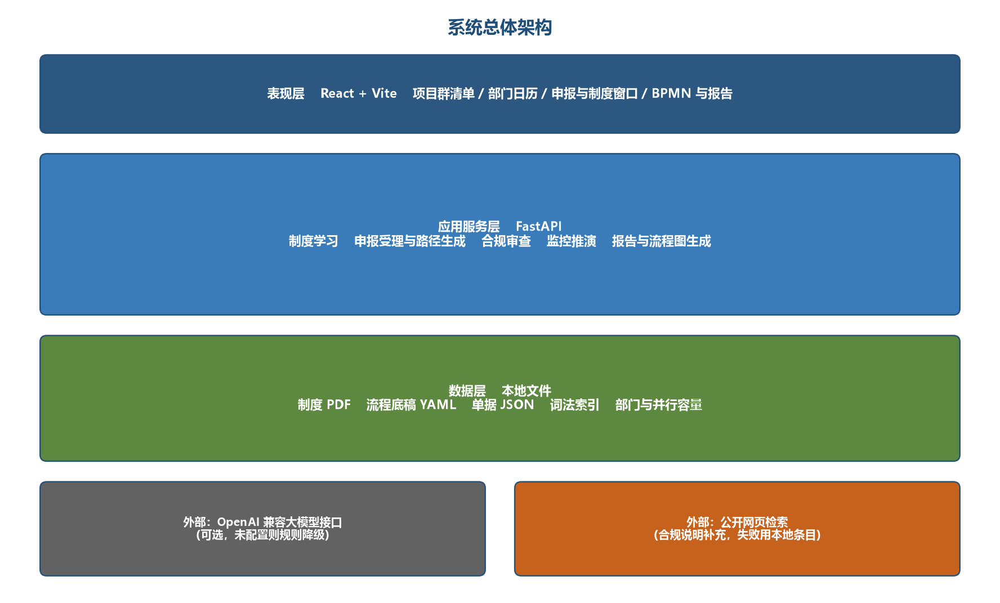 系统总体架构
表现层 React + Vite 项目群清单 / 部门日历 / 申报与制度窗口 / BPMN 与报告
应用服务层 FastAPI
制度学习 申报受理与路径生成 合规审查 监控推演 报告与流程图生成
数据层 本地文件
制度 PDF 流程底稿 YAML 单据 JSON 词法索引 部门与并行容量
外部：OpenAI 兼容大模型接口
(可选，未配置则规则降级)
外部：公开网页检索
(合规说明补充，失败用本地条目)